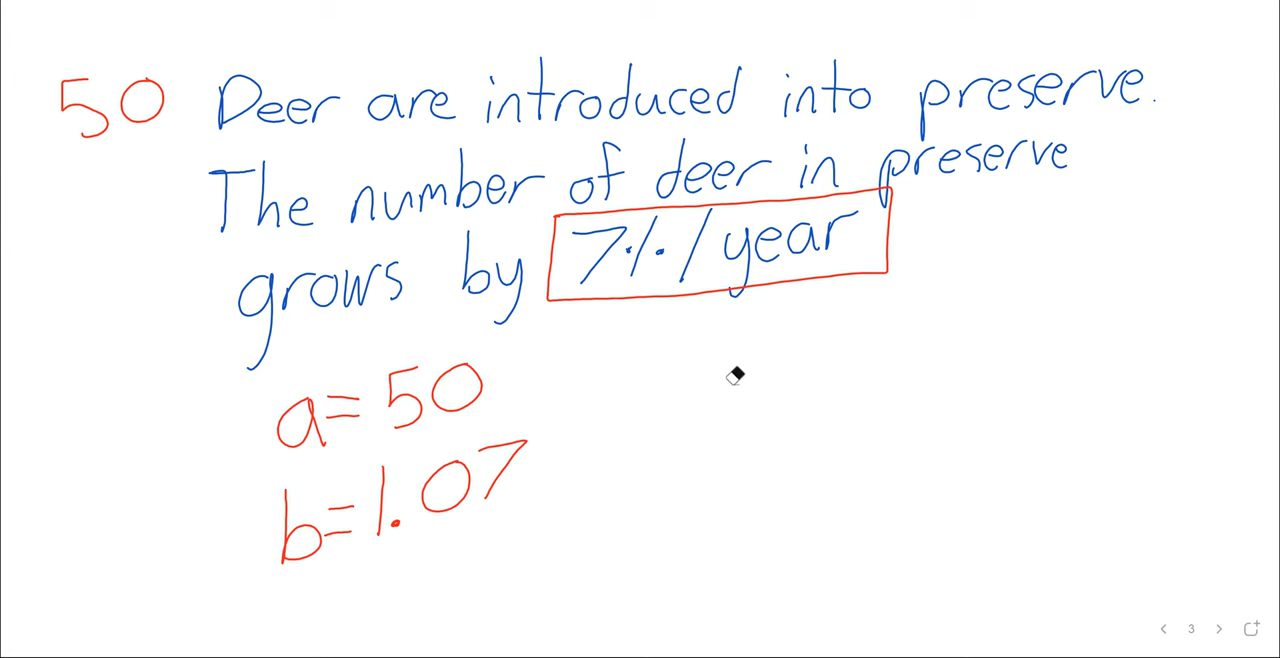 50 Deer are introduced into preserve.
The number of deer in preserve
grows by 7%/year
a=50
b=1.07
3